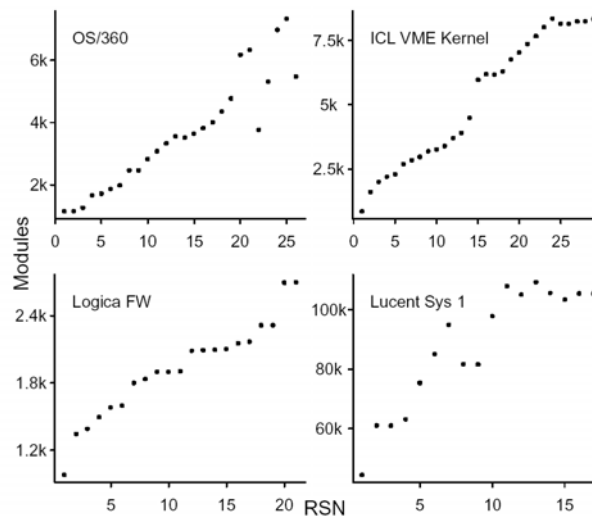 OS/360
6k
4k
2k
0 5 10 15 20 25
ICL VME Kernel
7.5k
5k
2.5k
0 5 10 15 20 25
Modules
Logica FW
2.4k
1.8k
1.2k
5 10 15 20
Lucent Sys 1
100k
80k
60k
5 10 15
RSN